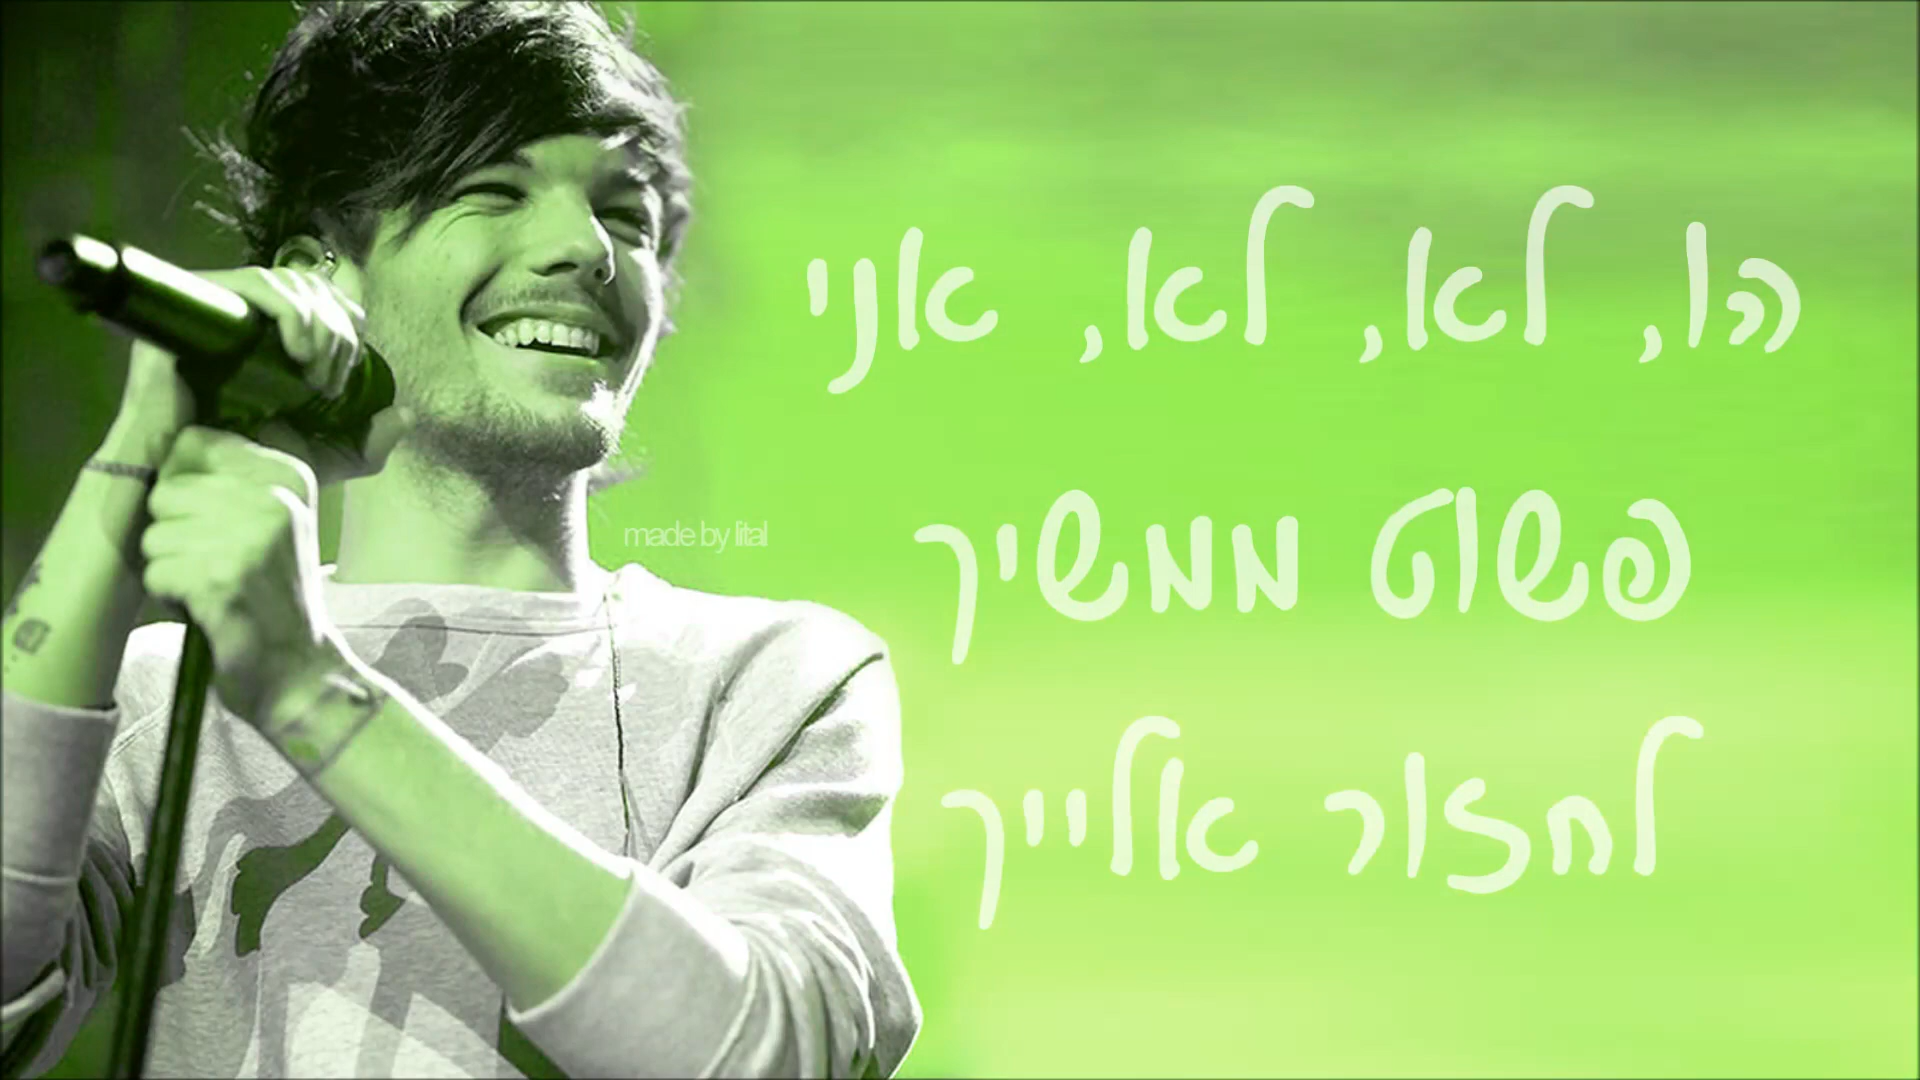 הו, לא, לא, אני
פשוט ממשיך
לחזור אלייך
made by lital